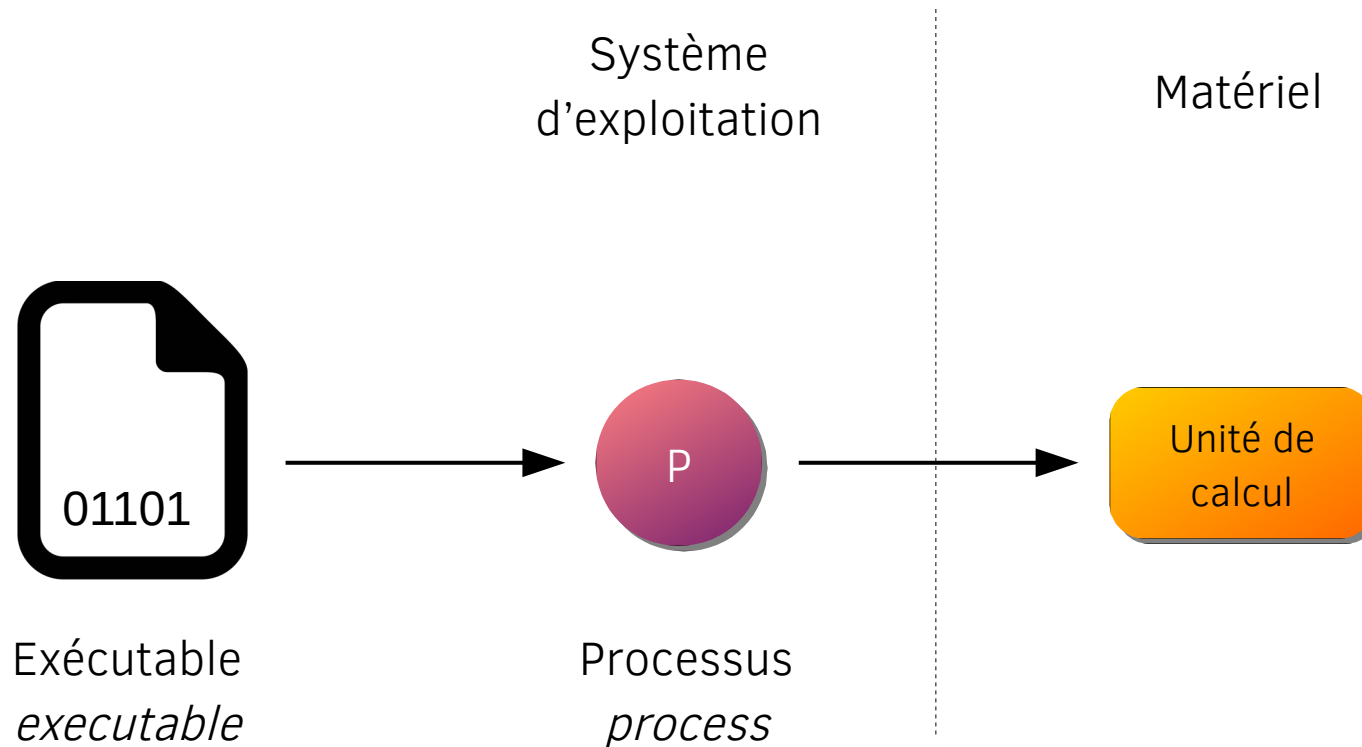 Système
d’exploitation
Matériel
01101
P
Unité de
calcul
Exécutable
executable
Processus
process